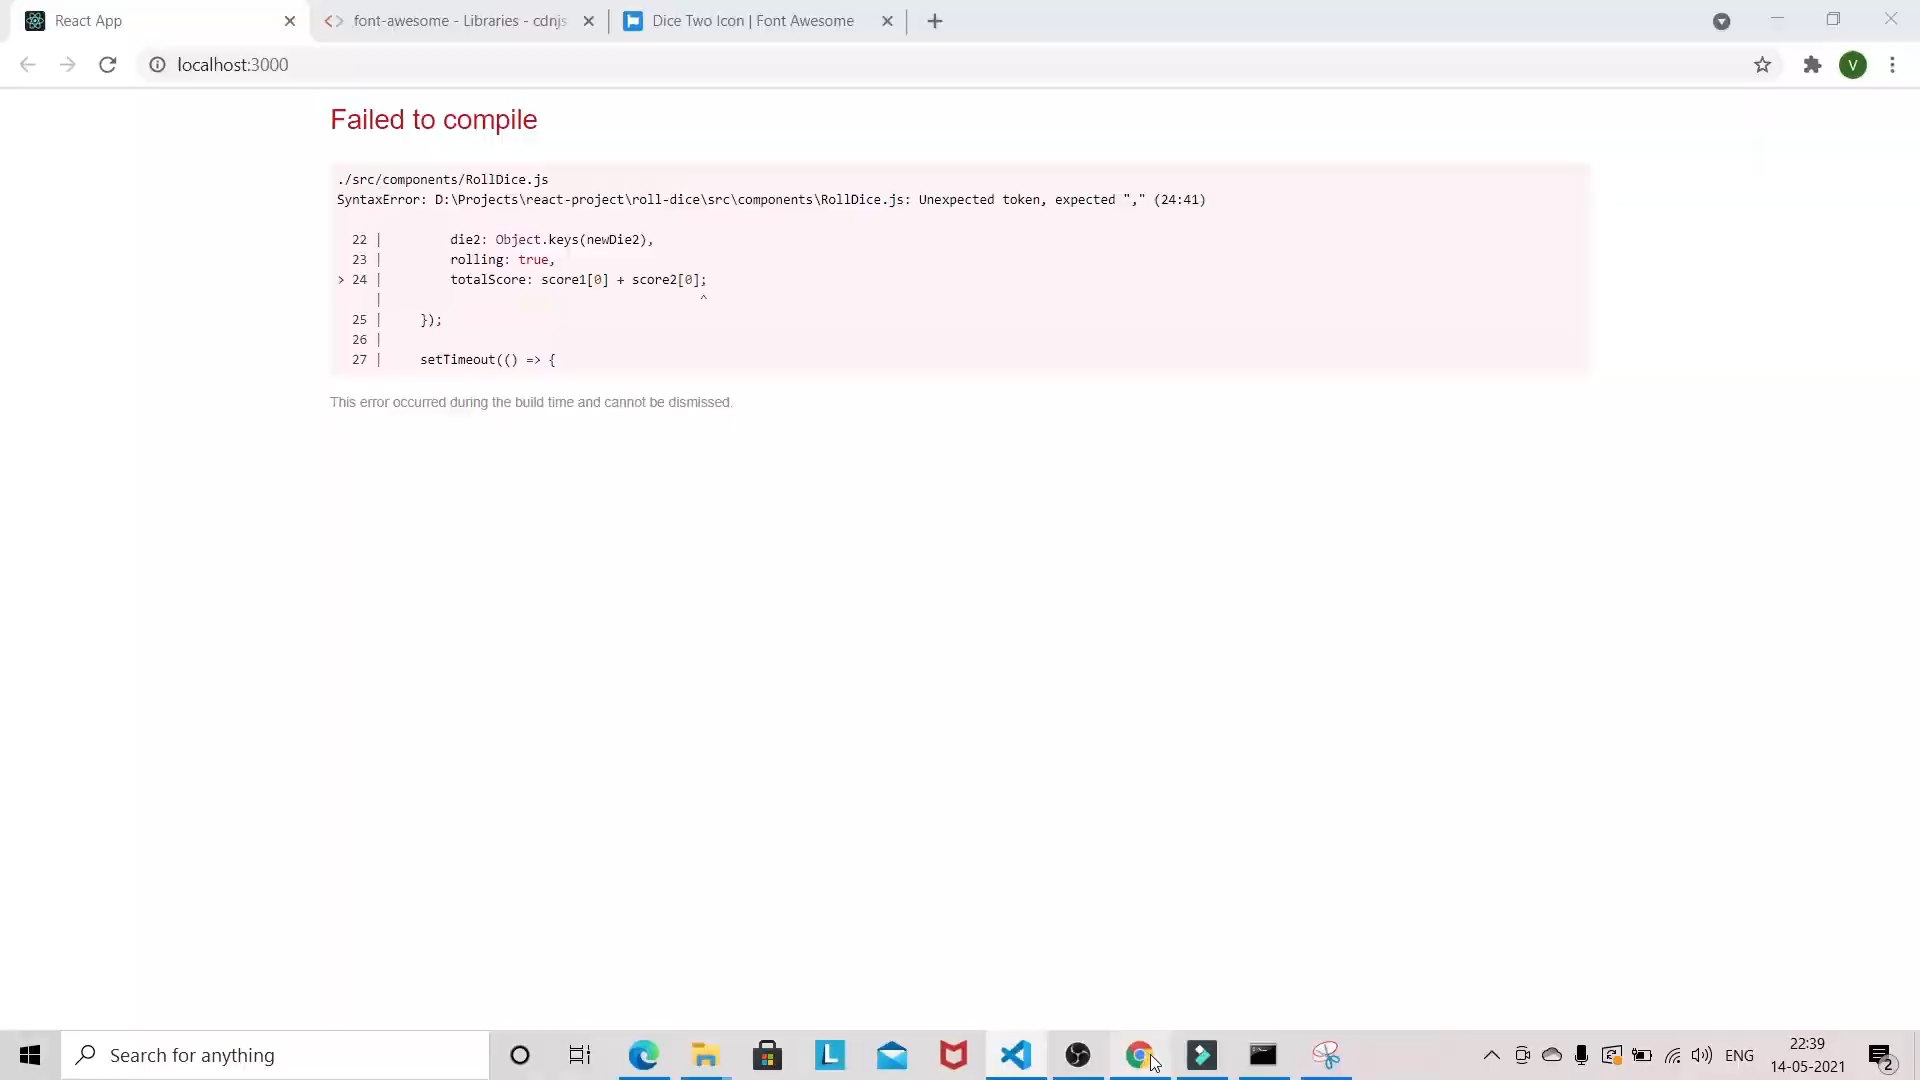 React App
font-awesome - Libraries - cdnjs
Dice Two Icon | Font Awesome
localhost:3000
V
Failed to compile
./src/components/RollDice.js
SyntaxError: D:\Projects\react-project\roll-dice\src\components\RollDice.js: Unexpected token, expected "," (24:41)
22 | die2: Object.keys(newDie2),
23 | rolling: true,
> 24 | totalScore: score1[0] + score2[0];
| ^
25 | });
26 |
27 | setTimeout(() => {
This error occurred during the build time and cannot be dismissed.
Search for anything
L
ENG
22:39
14-05-2021
2